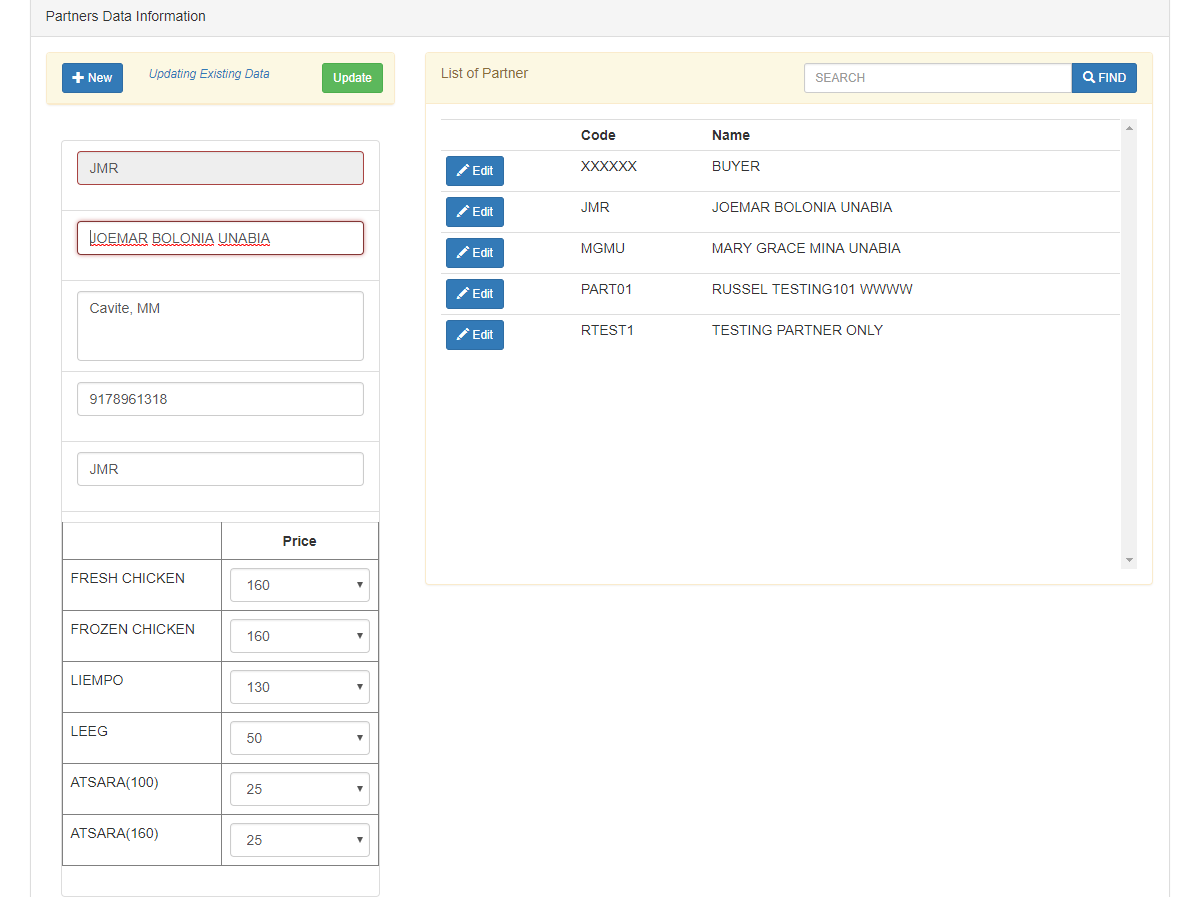 Partners Data Information
New
Updating Existing Data
Update
JMR
JOEMAR BOLONIA UNABIA
Cavite, MM
9178961318
JMR
Price
FRESH CHICKEN 160
FROZEN CHICKEN 160
LIEMPO 130
LEEG 50
ATSARA(100) 25
ATSARA(160) 25
List of Partner
SEARCH
FIND
Code Name
Edit XXXXXX BUYER
Edit JMR JOEMAR BOLONIA UNABIA
Edit MGMU MARY GRACE MINA UNABIA
Edit PART01 RUSSEL TESTING101 WWWW
Edit RTEST1 TESTING PARTNER ONLY